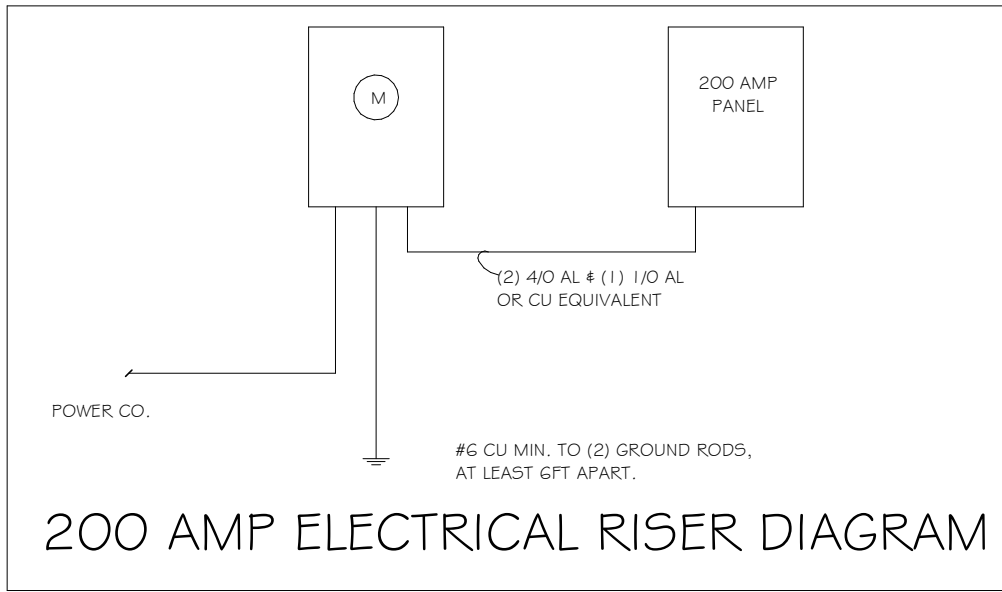 M
200 AMP
PANEL
(2) 4/0 AL & (1) 1/0 AL
OR CU EQUIVALENT
POWER CO.
#6 CU MIN. TO (2) GROUND RODS,
AT LEAST 6FT APART.
200 AMP ELECTRICAL RISER DIAGRAM